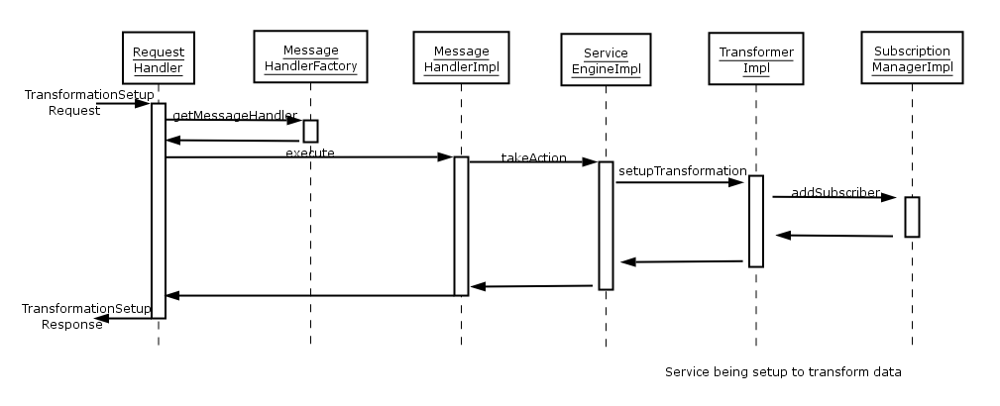 Request
Handler
Message
HandlerFactory
Message
HandlerImpl
Service
EngineImpl
Transformer
Impl
Subscription
ManagerImpl
TransformationSetup
Request
getMessageHandler
execute
takeAction
setupTransformation
addSubscriber
TransformationSetup
Response
Service being setup to transform data